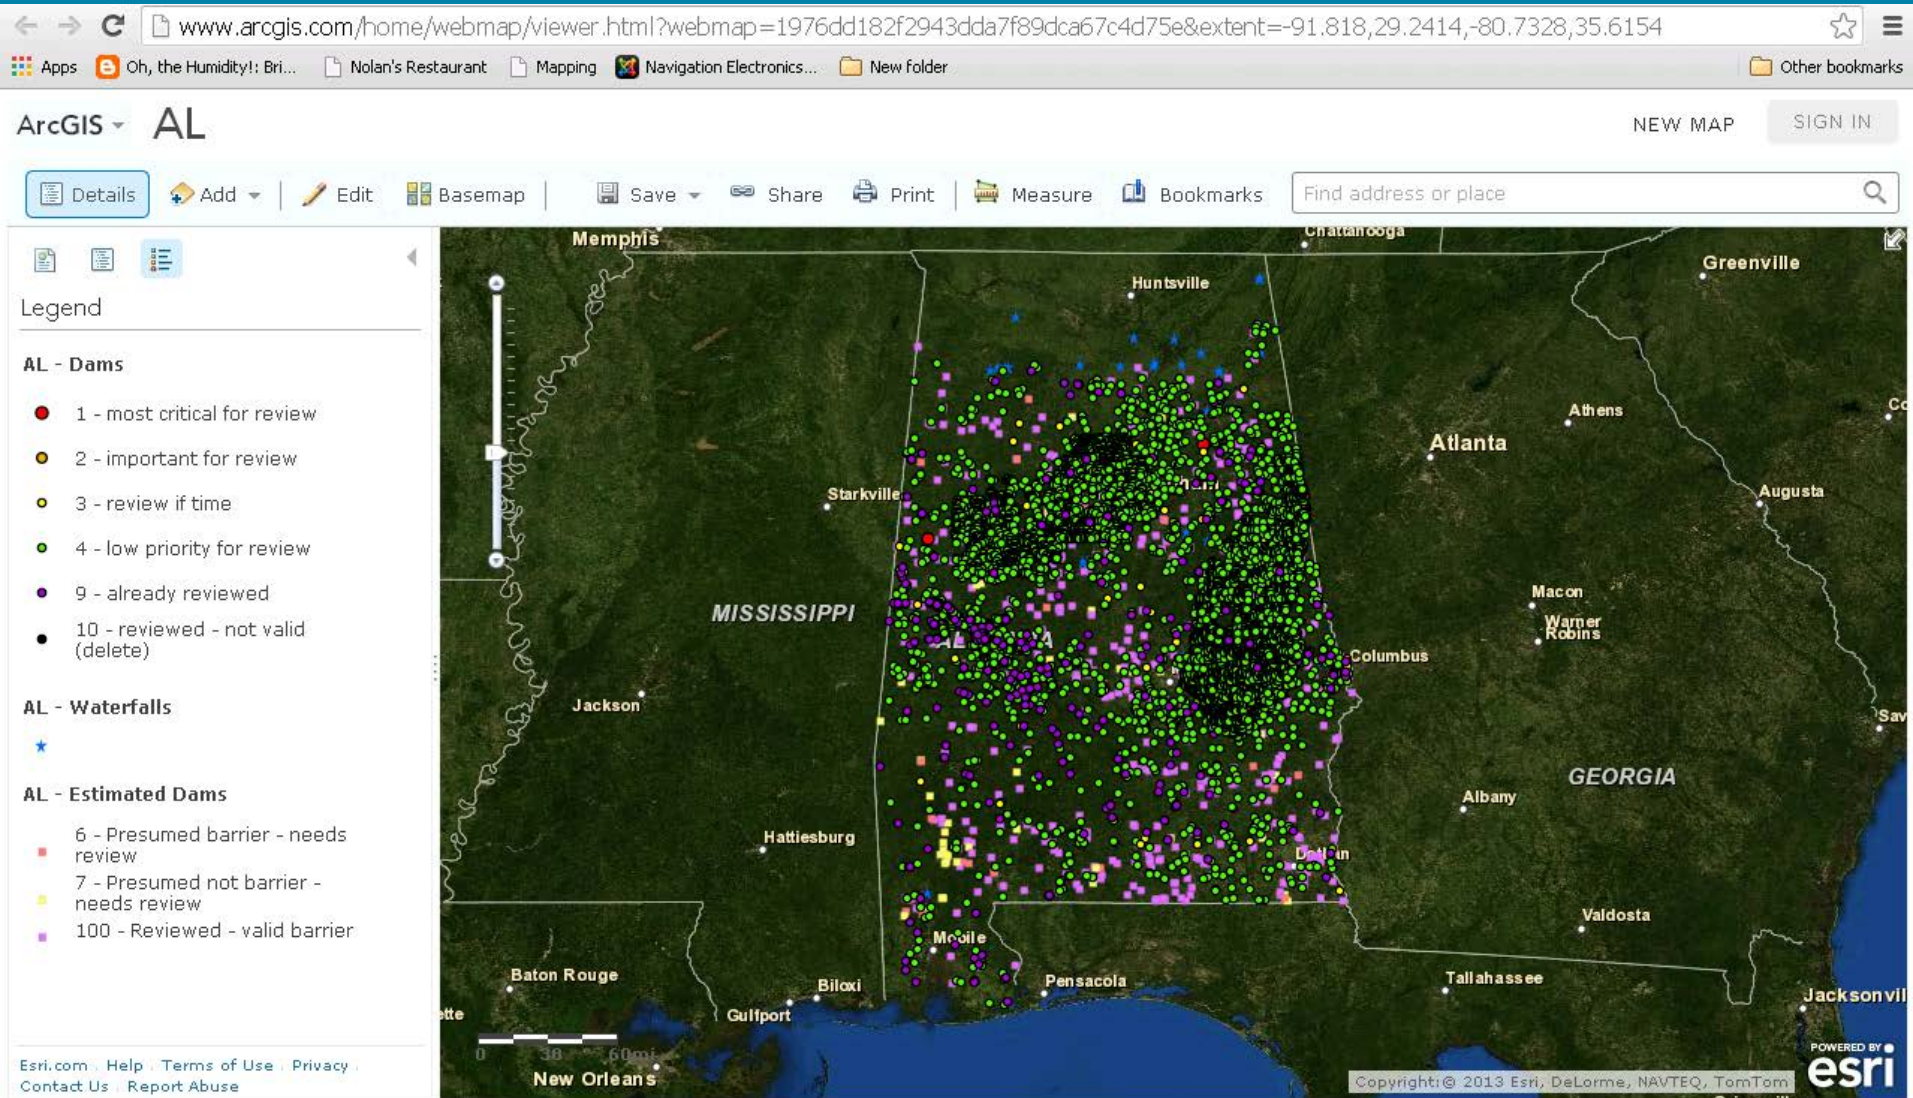 www.arcgis.com/home/webmap/viewer.html?webmap=1976dd182f2943dda7f89dca67c4d75e&extent=-91.818,29.2414,-80.7328,35.6154
Apps Oh, the Humidity!: Bri... Nolan's Restaurant Mapping Navigation Electronics... New folder Other bookmarks
ArcGIS AL NEW MAP SIGN IN
Details Add Edit Basemap Save Share Print Measure Bookmarks Find address or place
Legend
AL - Dams
1 - most critical for review
2 - important for review
3 - review if time
4 - low priority for review
9 - already reviewed
10 - reviewed - not valid
(delete)
AL - Waterfalls
AL - Estimated Dams
6 - Presumed barrier - needs
review
7 - Presumed not barrier -
needs review
100 - Reviewed - valid barrier
Esri.com Help Terms of Use Privacy
Contact Us Report Abuse
Memphis
Chattanooga
Greenville
Huntsville
Athens
Atlanta
Starkville
Augusta
Macon
Warner
Robins
MISSISSIPPI
Columbus
Jackson
GEORGIA
Albany
Hattiesburg
Valdosta
Mobile
Baton Rouge
Biloxi
Pensacola
Tallahassee
Gulfport
0 30 60mi
New Orleans
POWERED BY
esri
Copyright:© 2013 Esri, DeLorme, NAVTEQ, TomTom